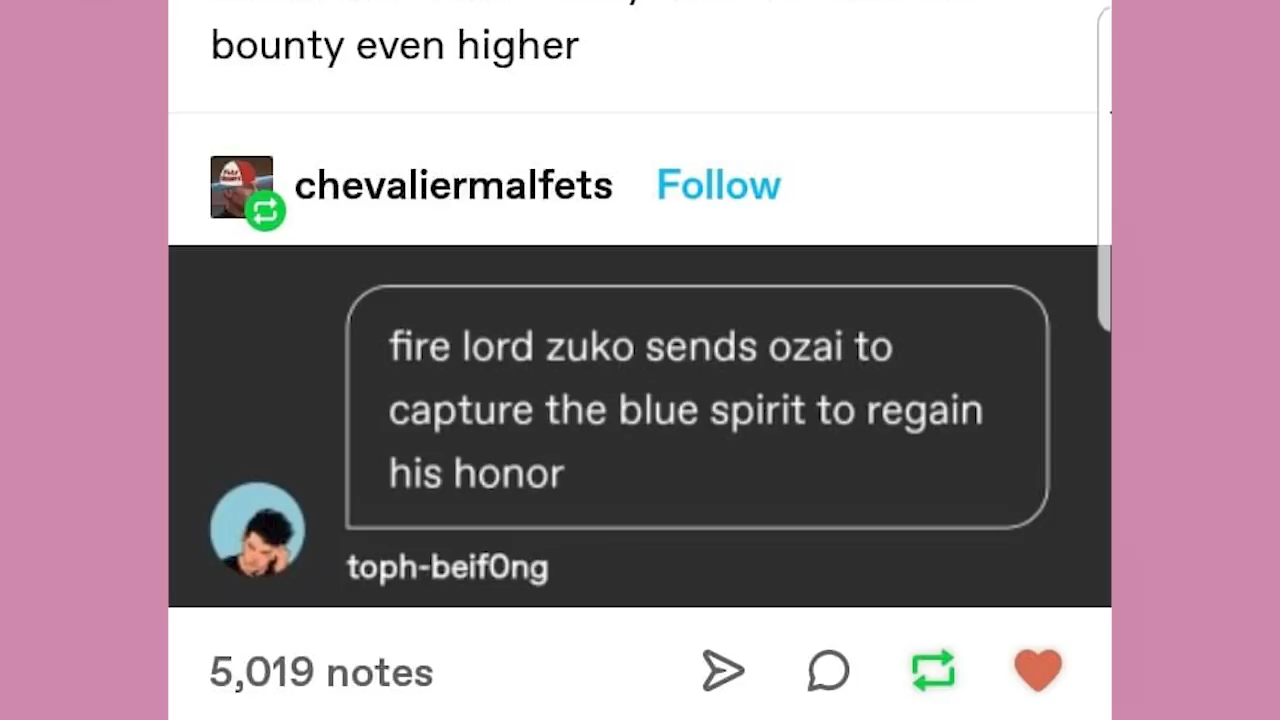 bounty even higher
chevaliermalfets Follow
fire lord zuko sends ozai to
capture the blue spirit to regain
his honor
toph-beif0ng
5,019 notes